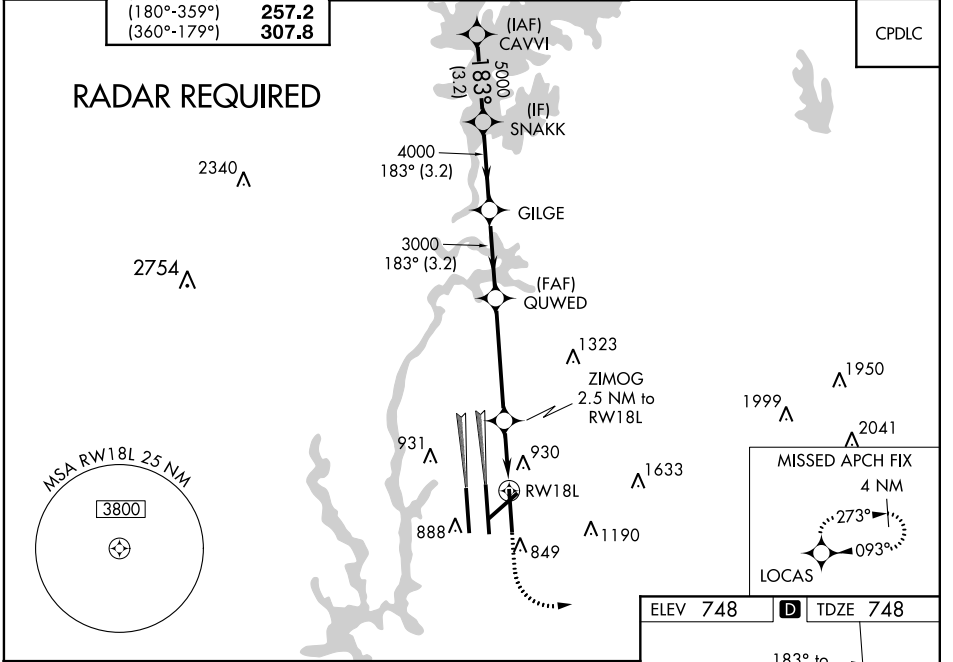 (180°-359°) 257.2
(360°-179°) 307.8
CPDLC
RADAR REQUIRED
(IAF)
CAVVI
5000
183°
(3.2)
(IF)
SNAKK
2340
4000
183° (3.2)
GILGE
2754
3000
183° (3.2)
(FAF)
QUWED
1323
ZIMOG
2.5 NM to
RW18L
1950
1999
2041
931
930
1633
MSA RW18L 25 NM
3800
RW18L
888
849
1190
MISSED APCH FIX
4 NM
273°
093°
LOCAS
ELEV 748 D TDZE 748
183° to